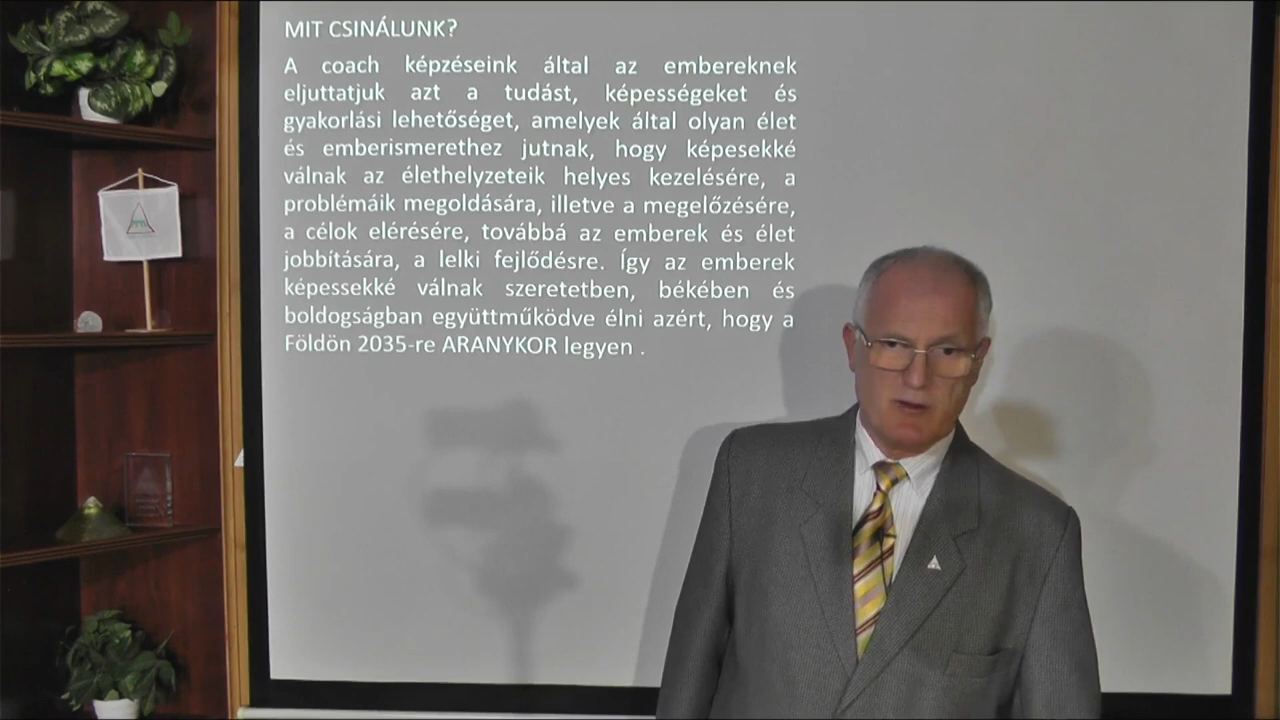 MIT CSINÁLUNK?
A coach képzéseink által az embereknek
eljuttatjuk azt a tudást, képességeket és
gyakorlási lehetőséget, amelyek által olyan élet
és emberismerethez jutnak, hogy képesekké
válnak az élethelyzeteik helyes kezelésére, a
problémáik megoldására, illetve a megelőzésére,
a célok elérésére, továbbá az emberek és élet
jobbítására, a lelki fejlődésre. Így az emberek
képessekké válnak szeretetben, békében és
boldogságban együttműködve élni azért, hogy a
Földön 2035-re ARANYKOR legyen .